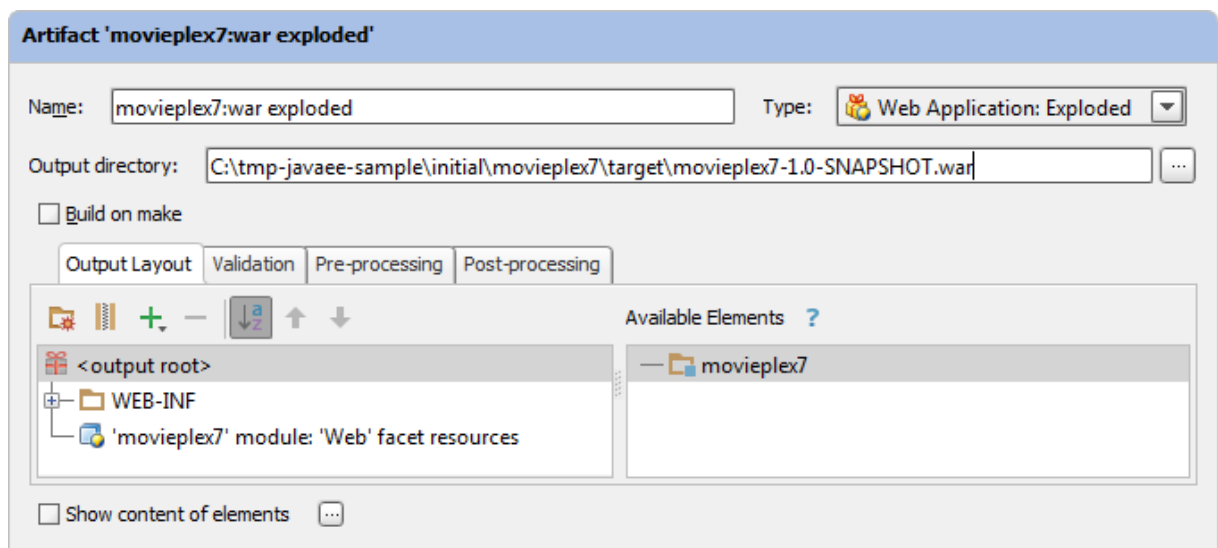 Artifact 'movieplex7:war exploded'
Name: movieplex7:war exploded Type: Web Application: Exploded
Output directory: C:\tmp-javaee-sample\initial\movieplex7\target\movieplex7-1.0-SNAPSHOT.war ...
Build on make
Output Layout Validation Pre-processing Post-processing
Available Elements ?
<output root> movieplex7
WEB-INF
'movieplex7' module: 'Web' facet resources
Show content of elements ...